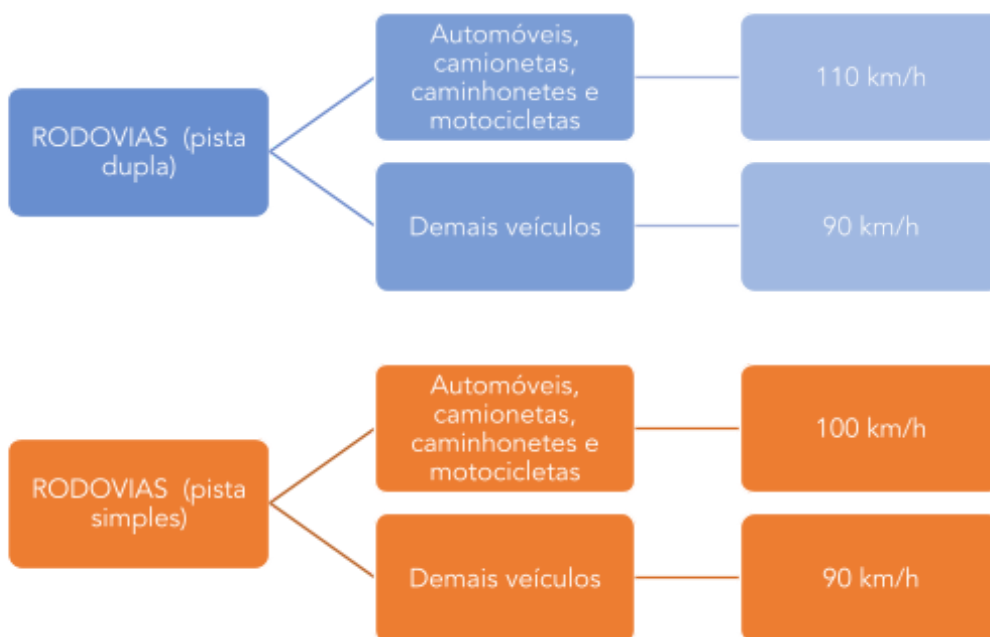 RODOVIAS (pista
dupla)
Automóveis,
camionetas,
caminhonetes e
motocicletas
110 km/h
Demais veículos
90 km/h
RODOVIAS (pista
simples)
Automóveis,
camionetas,
caminhonetes e
motocicletas
100 km/h
Demais veículos
90 km/h